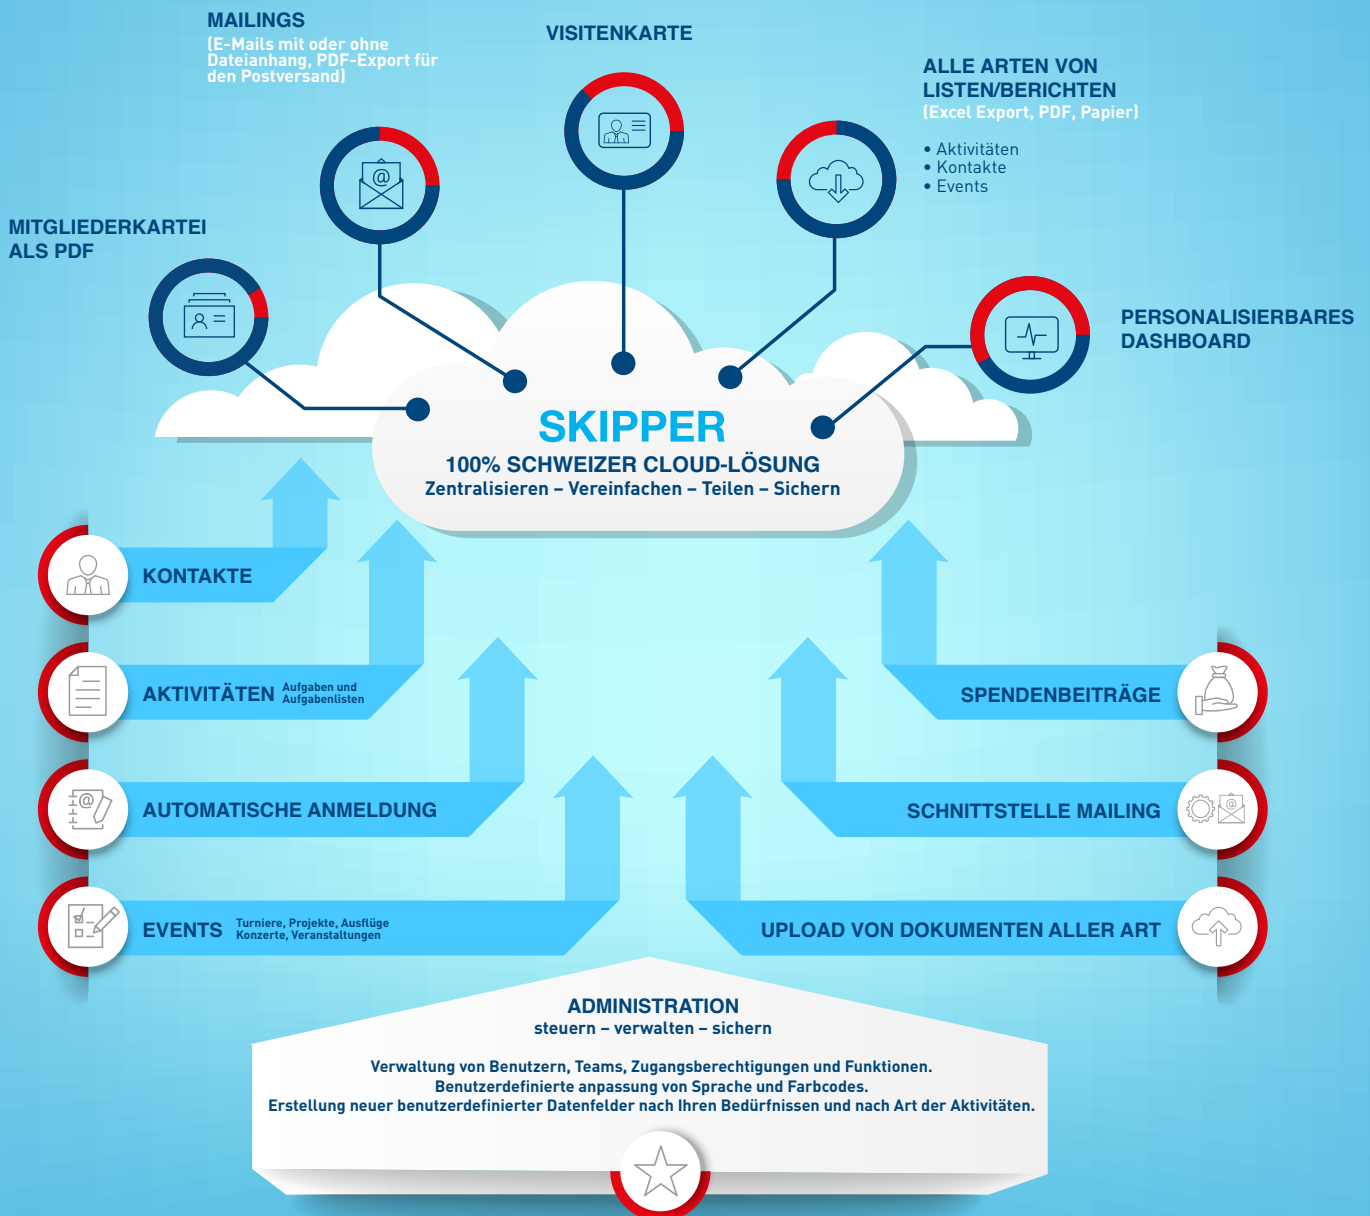 MAILINGS
(E-Mails mit oder ohne
Dateianhang, PDF-Export für
den Postversand)
VISITENKARTE
ALLE ARTEN VON
LISTEN/BERICHTEN
(Excel Export, PDF, Papier)
• Aktivitäten
• Kontakte
• Events
MITGLIEDERKARTEI
ALS PDF
@
PERSONALISIERBARES
DASHBOARD
SKIPPER
100% SCHWEIZER CLOUD-LÖSUNG
Zentralisieren – Vereinfachen – Teilen – Sichern
KONTAKTE
AKTIVITÄTEN Aufgaben und
Aufgabenlisten
AUTOMATISCHE ANMELDUNG
@
EVENTS Turniere, Projekte, Ausflüge
Konzerte, Veranstaltungen
SPENDENBEITRÄGE
SCHNITTSTELLE MAILING
@
UPLOAD VON DOKUMENTEN ALLER ART
ADMINISTRATION
steuern – verwalten – sichern
Verwaltung von Benutzern, Teams, Zugangsberechtigungen und Funktionen.
Benutzerdefinierte anpassung von Sprache und Farbcodes.
Erstellung neuer benutzerdefinierter Datenfelder nach Ihren Bedürfnissen und nach Art der Aktivitäten.